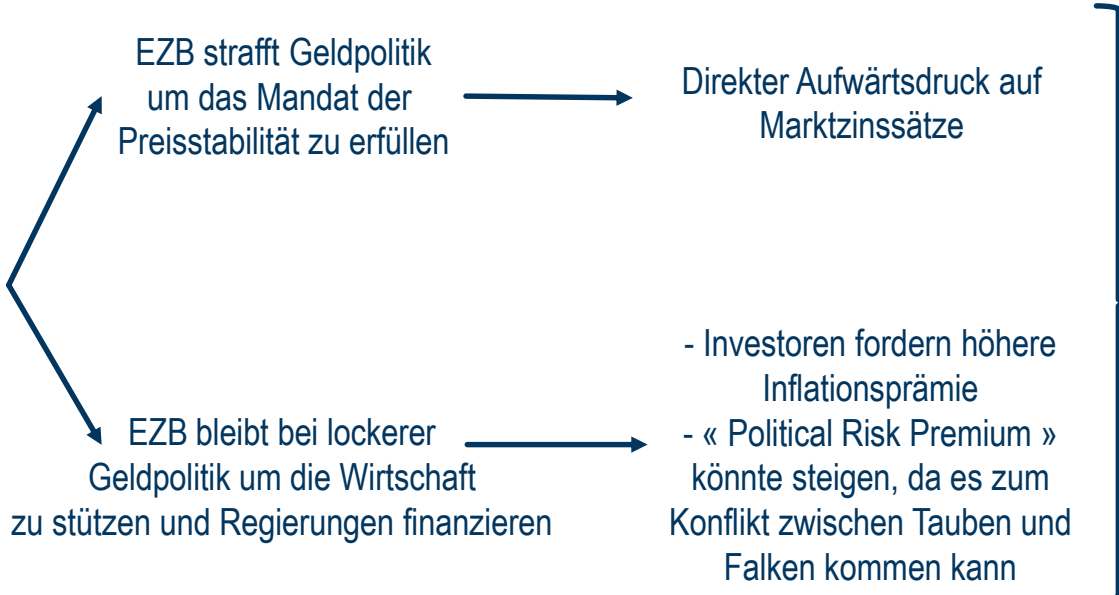 EZB strafft Geldpolitik
um das Mandat der
Preisstabilität zu erfüllen
Direkter Aufwärtsdruck auf
Marktzinssätze
EZB bleibt bei lockerer
Geldpolitik um die Wirtschaft
zu stützen und Regierungen finanzieren
- Investoren fordern höhere
Inflationsprämie
- « Political Risk Premium »
könnte steigen, da es zum
Konflikt zwischen Tauben und
Falken kommen kann